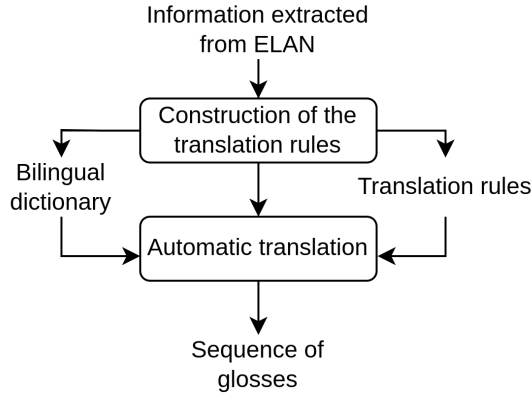 Information extracted
from ELAN
Construction of the
translation rules
Bilingual
dictionary
Translation rules
Automatic translation
Sequence of
glosses